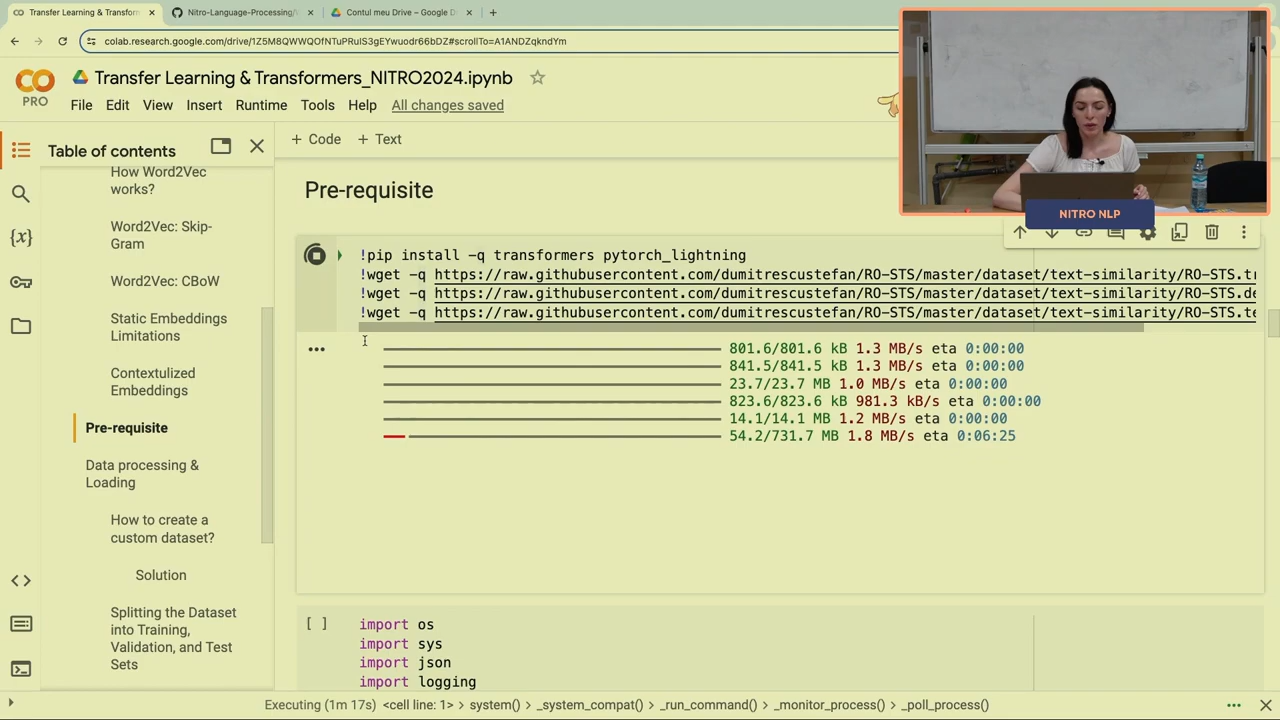 Transfer Learning & Transform
Nitro-Language-Processing/
Contul meu Drive – Google D
colab.research.google.com/drive/1Z5M8QWWQOfNTuPRulS3gEYwuodr66bDZ#scrollTo=A1ANDZqkndYm
PRO
Transfer Learning & Transformers_NITRO2024.ipynb
File Edit View Insert Runtime Tools Help All changes saved
NITRO NLP
Table of contents
+ Code + Text
How Word2Vec
works?
Word2Vec: Skip-
Gram
Word2Vec: CBoW
Static Embeddings
Limitations
Contextulized
Embeddings
Pre-requisite
Data processing &
Loading
How to create a
custom dataset?
Solution
Splitting the Dataset
into Training,
Validation, and Test
Sets
Pre-requisite
!pip install -q transformers pytorch_lightning
!wget -q https://raw.githubusercontent.com/dumitrescustefan/RO-STS/master/dataset/text-similarity/RO-STS.tr
!wget -q https://raw.githubusercontent.com/dumitrescustefan/RO-STS/master/dataset/text-similarity/RO-STS.de
!wget -q https://raw.githubusercontent.com/dumitrescustefan/RO-STS/master/dataset/text-similarity/RO-STS.te
801.6/801.6 kB 1.3 MB/s eta 0:00:00
841.5/841.5 kB 1.3 MB/s eta 0:00:00
23.7/23.7 MB 1.0 MB/s eta 0:00:00
823.6/823.6 kB 981.3 kB/s eta 0:00:00
14.1/14.1 MB 1.2 MB/s eta 0:00:00
54.2/731.7 MB 1.8 MB/s eta 0:06:25
[ ] import os
import sys
import json
import logging
Executing (1m 17s) <cell line: 1> > system() > _system_compat() > _run_command() > _monitor_process() > _poll_process()